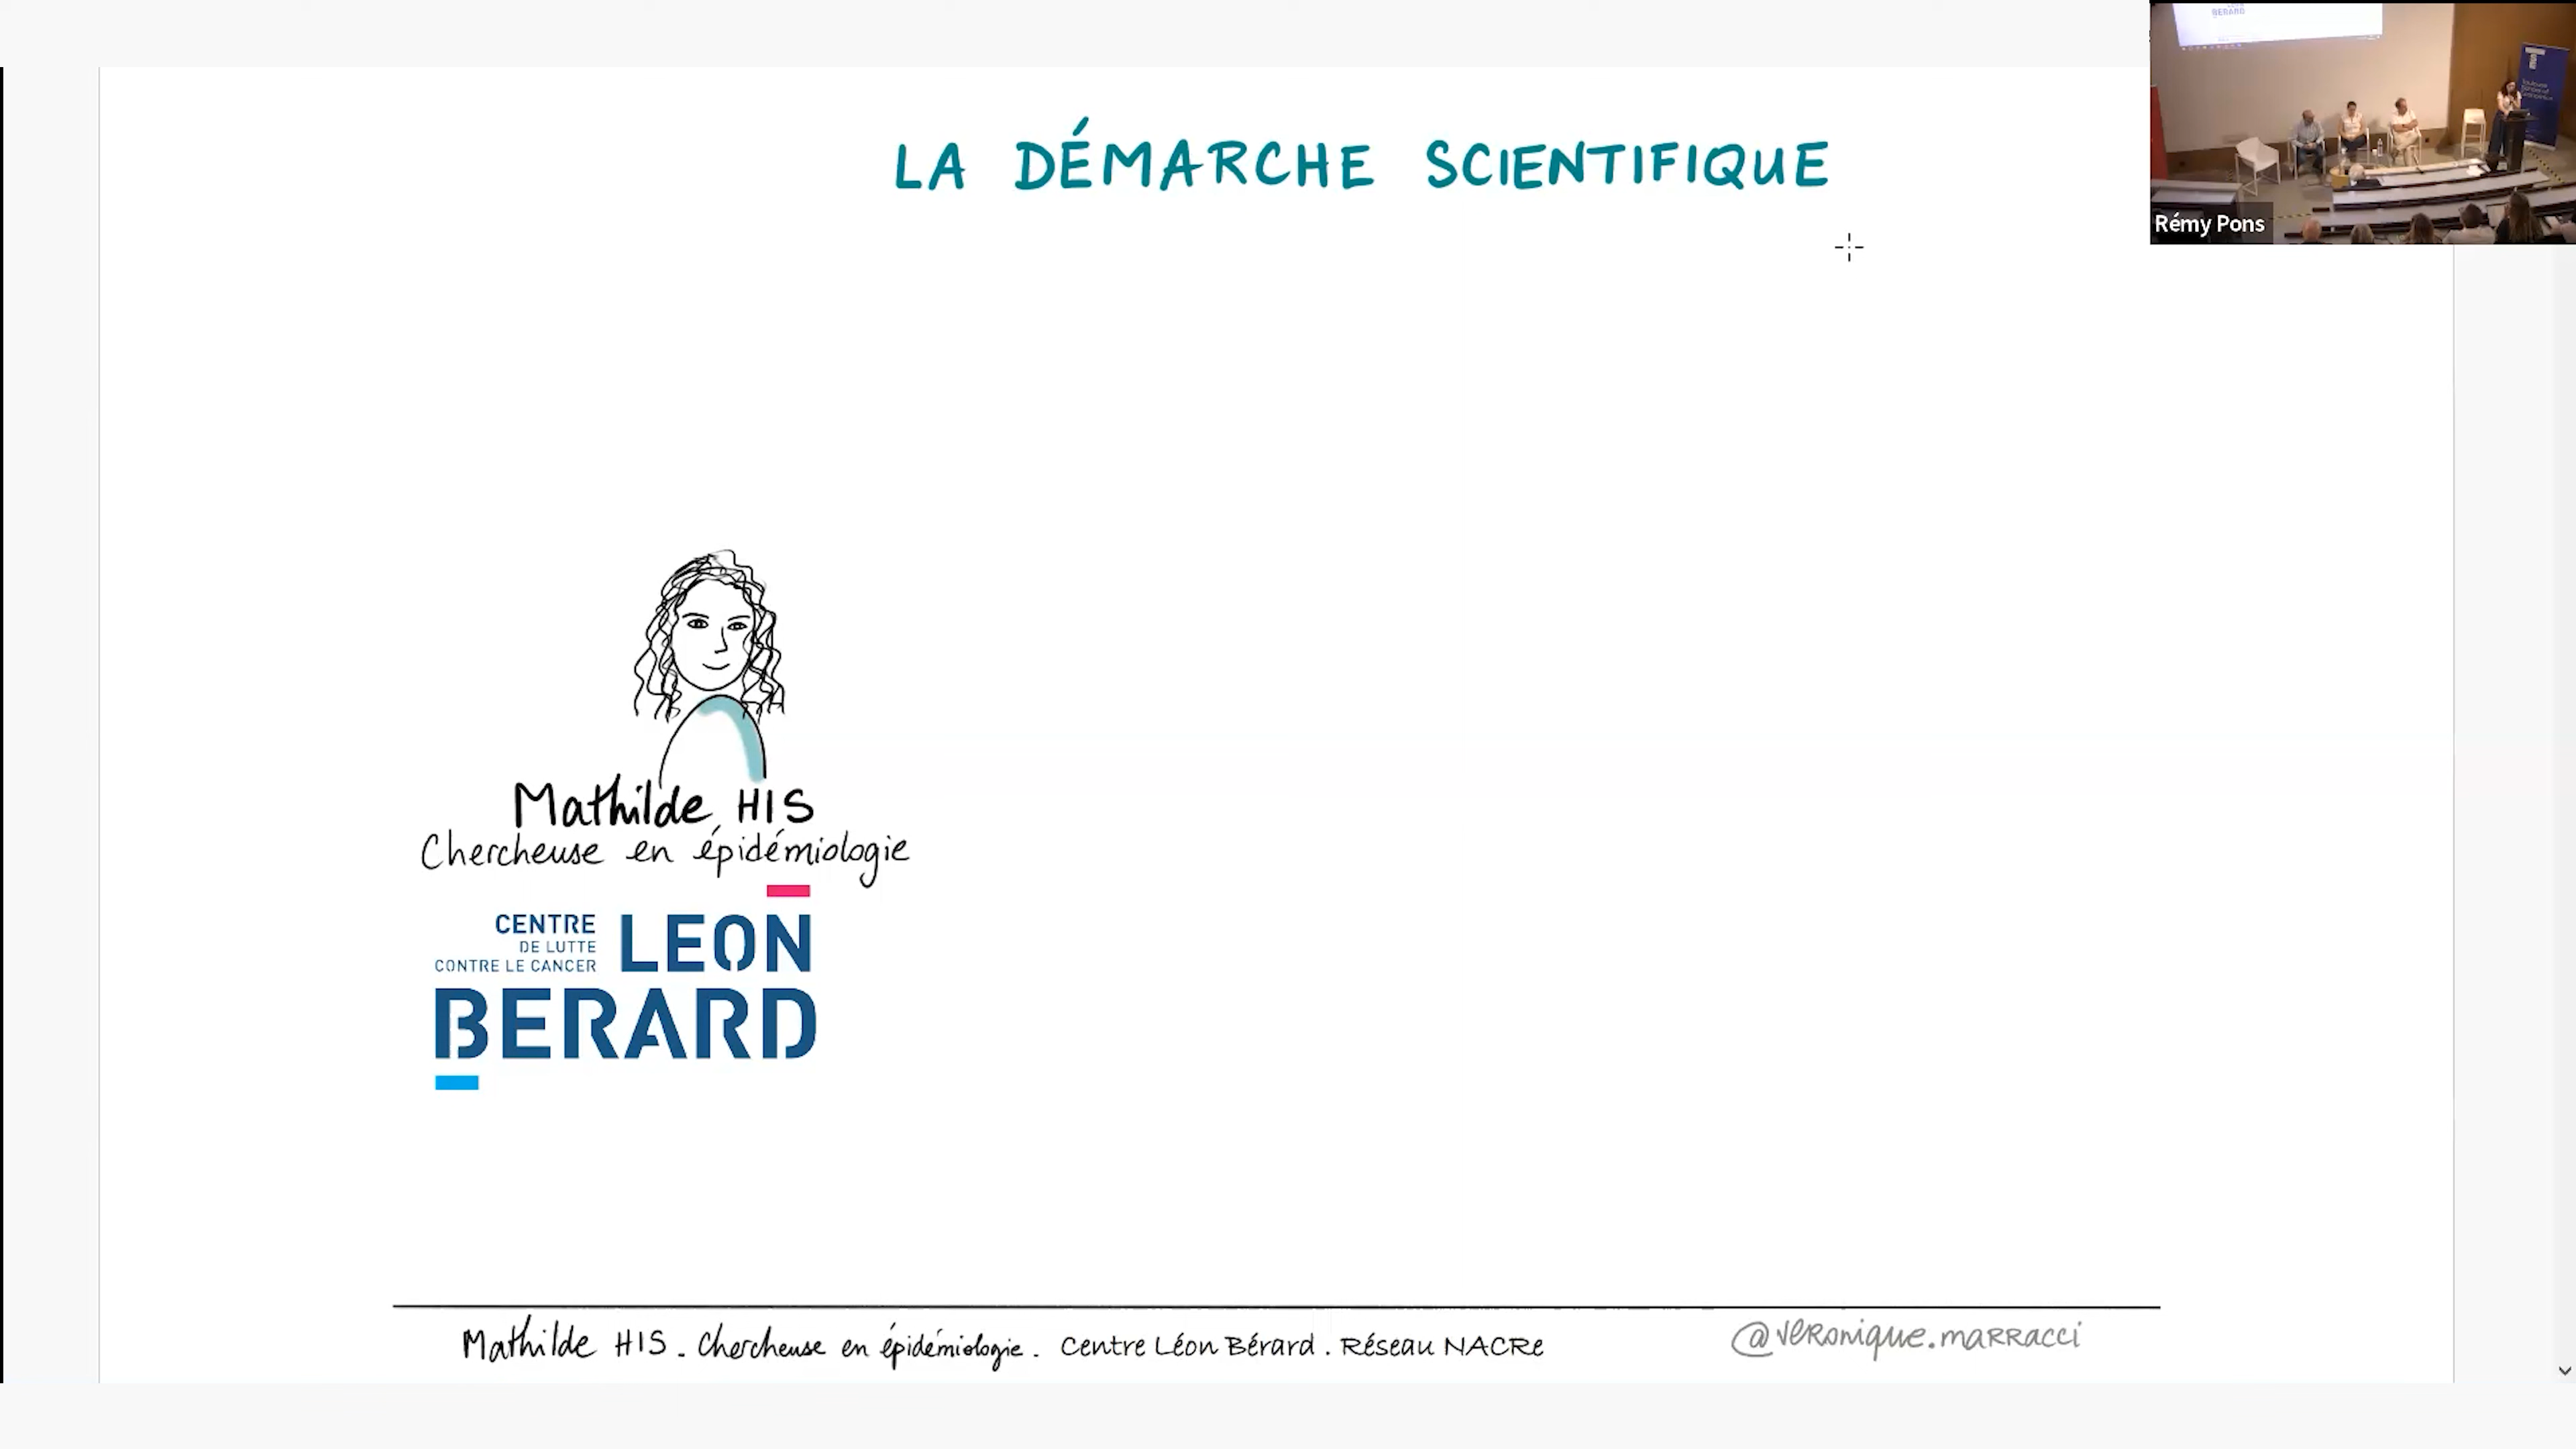 LA DÉMARCHE SCIENTIFIQUE
BERARD
Rémy Pons
Mathilde HIS
Chercheuse en épidémiologie
CENTRE
DE LUTTE
CONTRE LE CANCER
LEON
BERARD
Mathilde HIS. Chercheuse en épidémiologie. Centre Léon Bérard. Réseau NACRe
@veronique.marracci